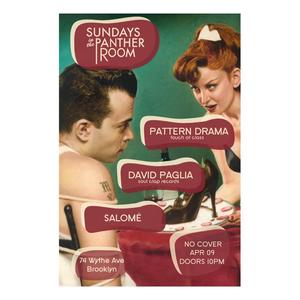 SUNDAYS
in the PANTHER
ROOM
PATTERN DRAMA
touch of class
DAVID PAGLIA
soul clap records
SALOMÉ
74 Wythe Ave
Brooklyn
NO COVER
APR 09
DOORS 10PM